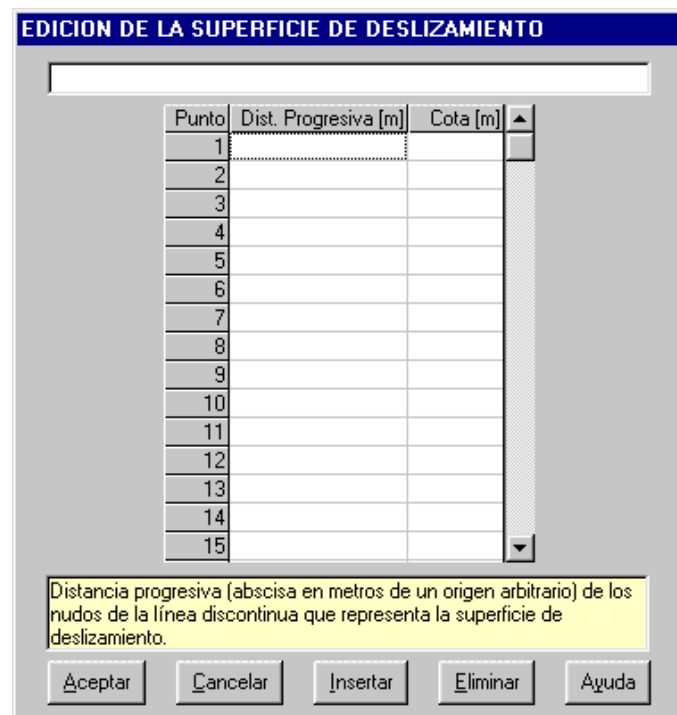 EDICION DE LA SUPERFICIE DE DESLIZAMIENTO
Punto Dist. Progresiva [m] Cota [m]
1
2
3
4
5
6
7
8
9
10
11
12
13
14
15
Distancia progresiva (abscisa en metros de un origen arbitrario) de los
nudos de la línea discontinua que representa la superficie de
deslizamiento.
Aceptar Cancelar Insertar Eliminar Ayuda